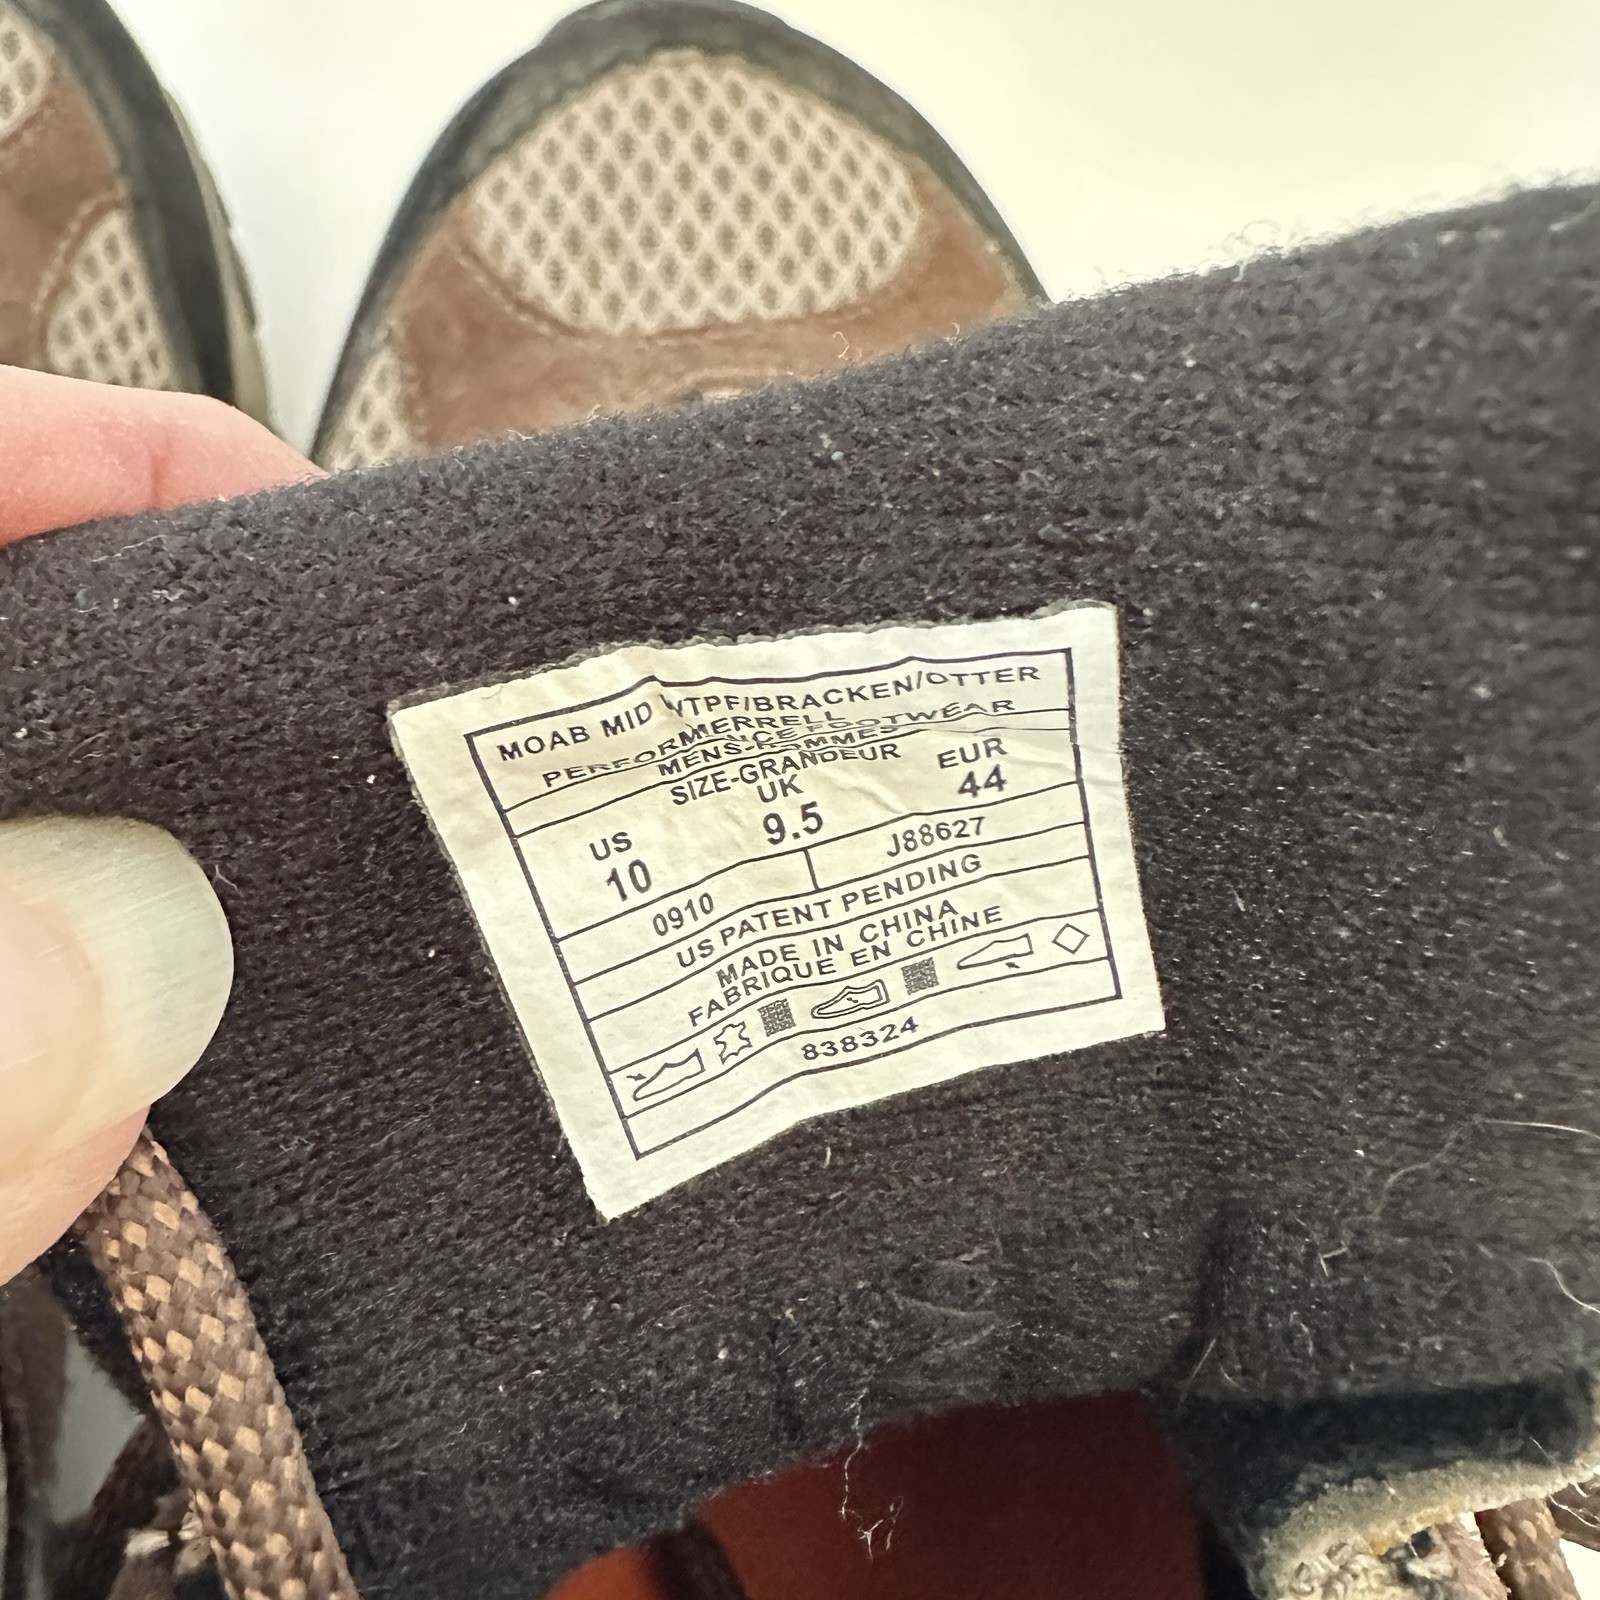 MOAB MID WTPF/BRACKEN/OTTER
MERRELL
PERFORMANCE FOOTWEAR
MENS-HOMMES
SIZE-GRANDEUR
US UK EUR
10 9.5 44
0910 J88627
US PATENT PENDING
MADE IN CHINA
FABRIQUE EN CHINE
838324